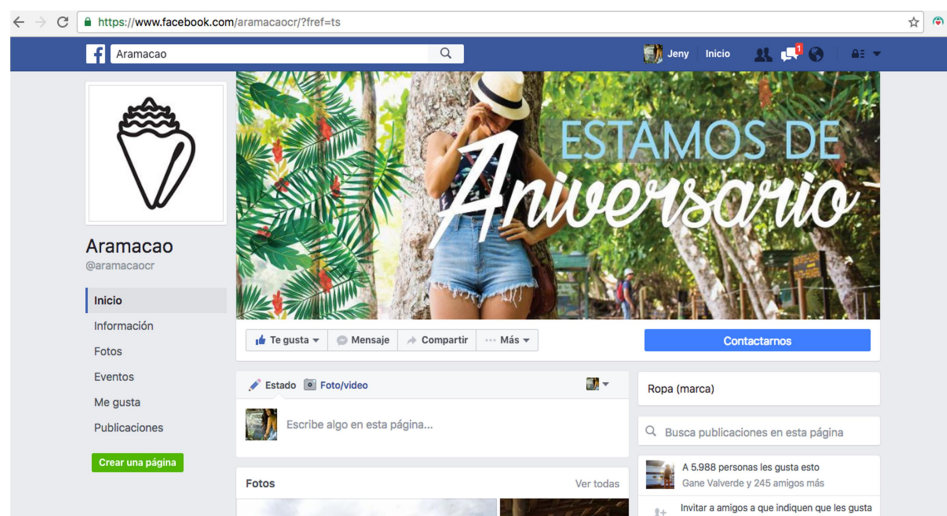 https://www.facebook.com/aramacaocr/?fref=ts
Aramacao
Jeny
Inicio
1
ESTAMOS DE
Aniversario
Aramacao
@aramacaocr
Inicio
Información
Fotos
Eventos
Me gusta
Publicaciones
Crear una página
Te gusta
Mensaje
Compartir
Más
Contactarnos
Estado
Foto/video
Escribe algo en esta página...
Fotos
Ver todas
Ropa (marca)
Busca publicaciones en esta página
A 5.988 personas les gusta esto
Gane Valverde y 245 amigos más
Invitar a amigos a que indiquen que les gusta